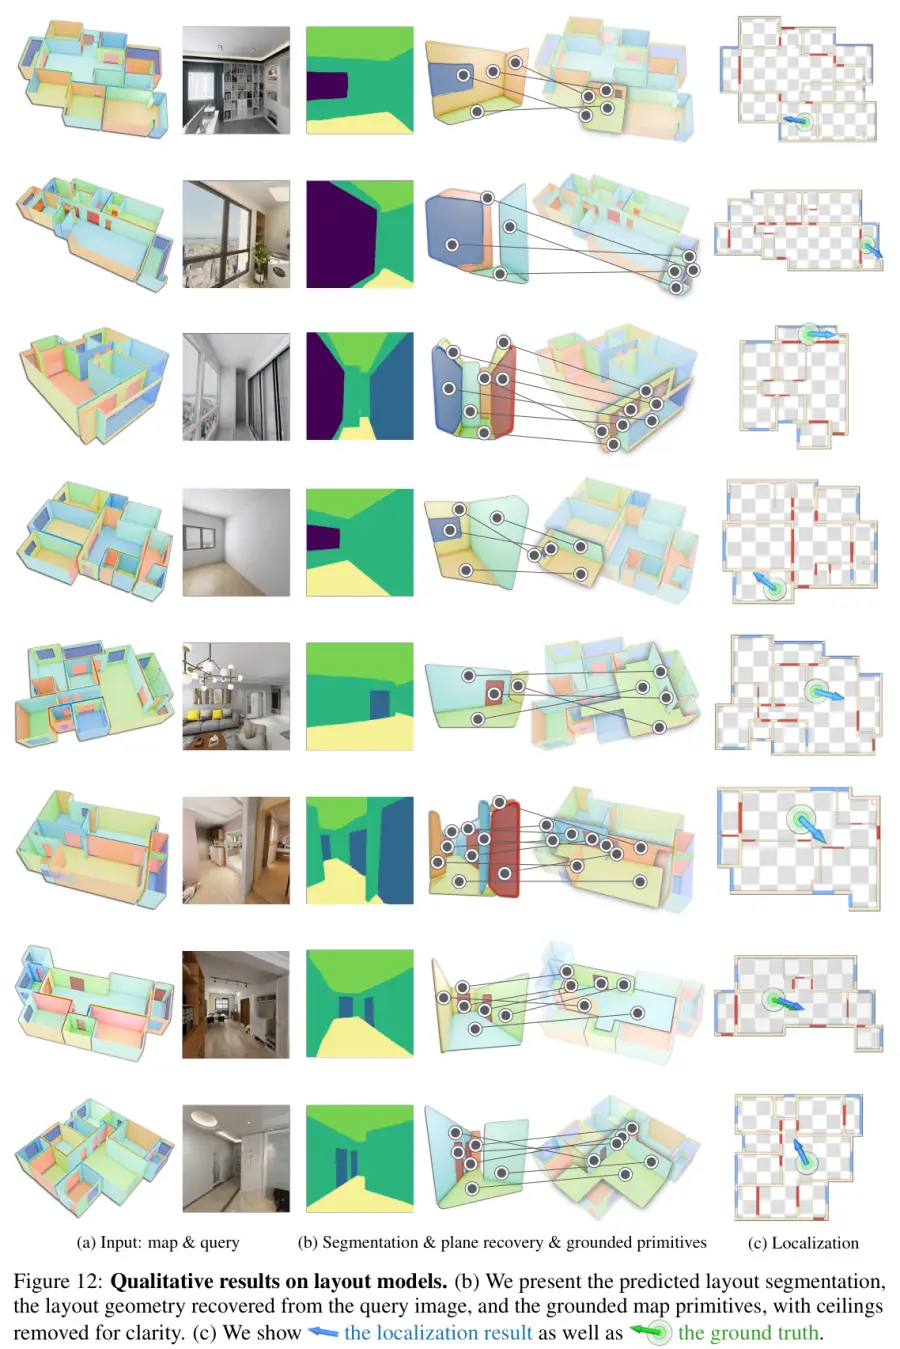 (a) Input: map & query
(b) Segmentation & plane recovery & grounded primitives
(c) Localization
Figure 12: Qualitative results on layout models. (b) We present the predicted layout segmentation,
the layout geometry recovered from the query image, and the grounded map primitives, with ceilings
removed for clarity. (c) We show the localization result as well as the ground truth.